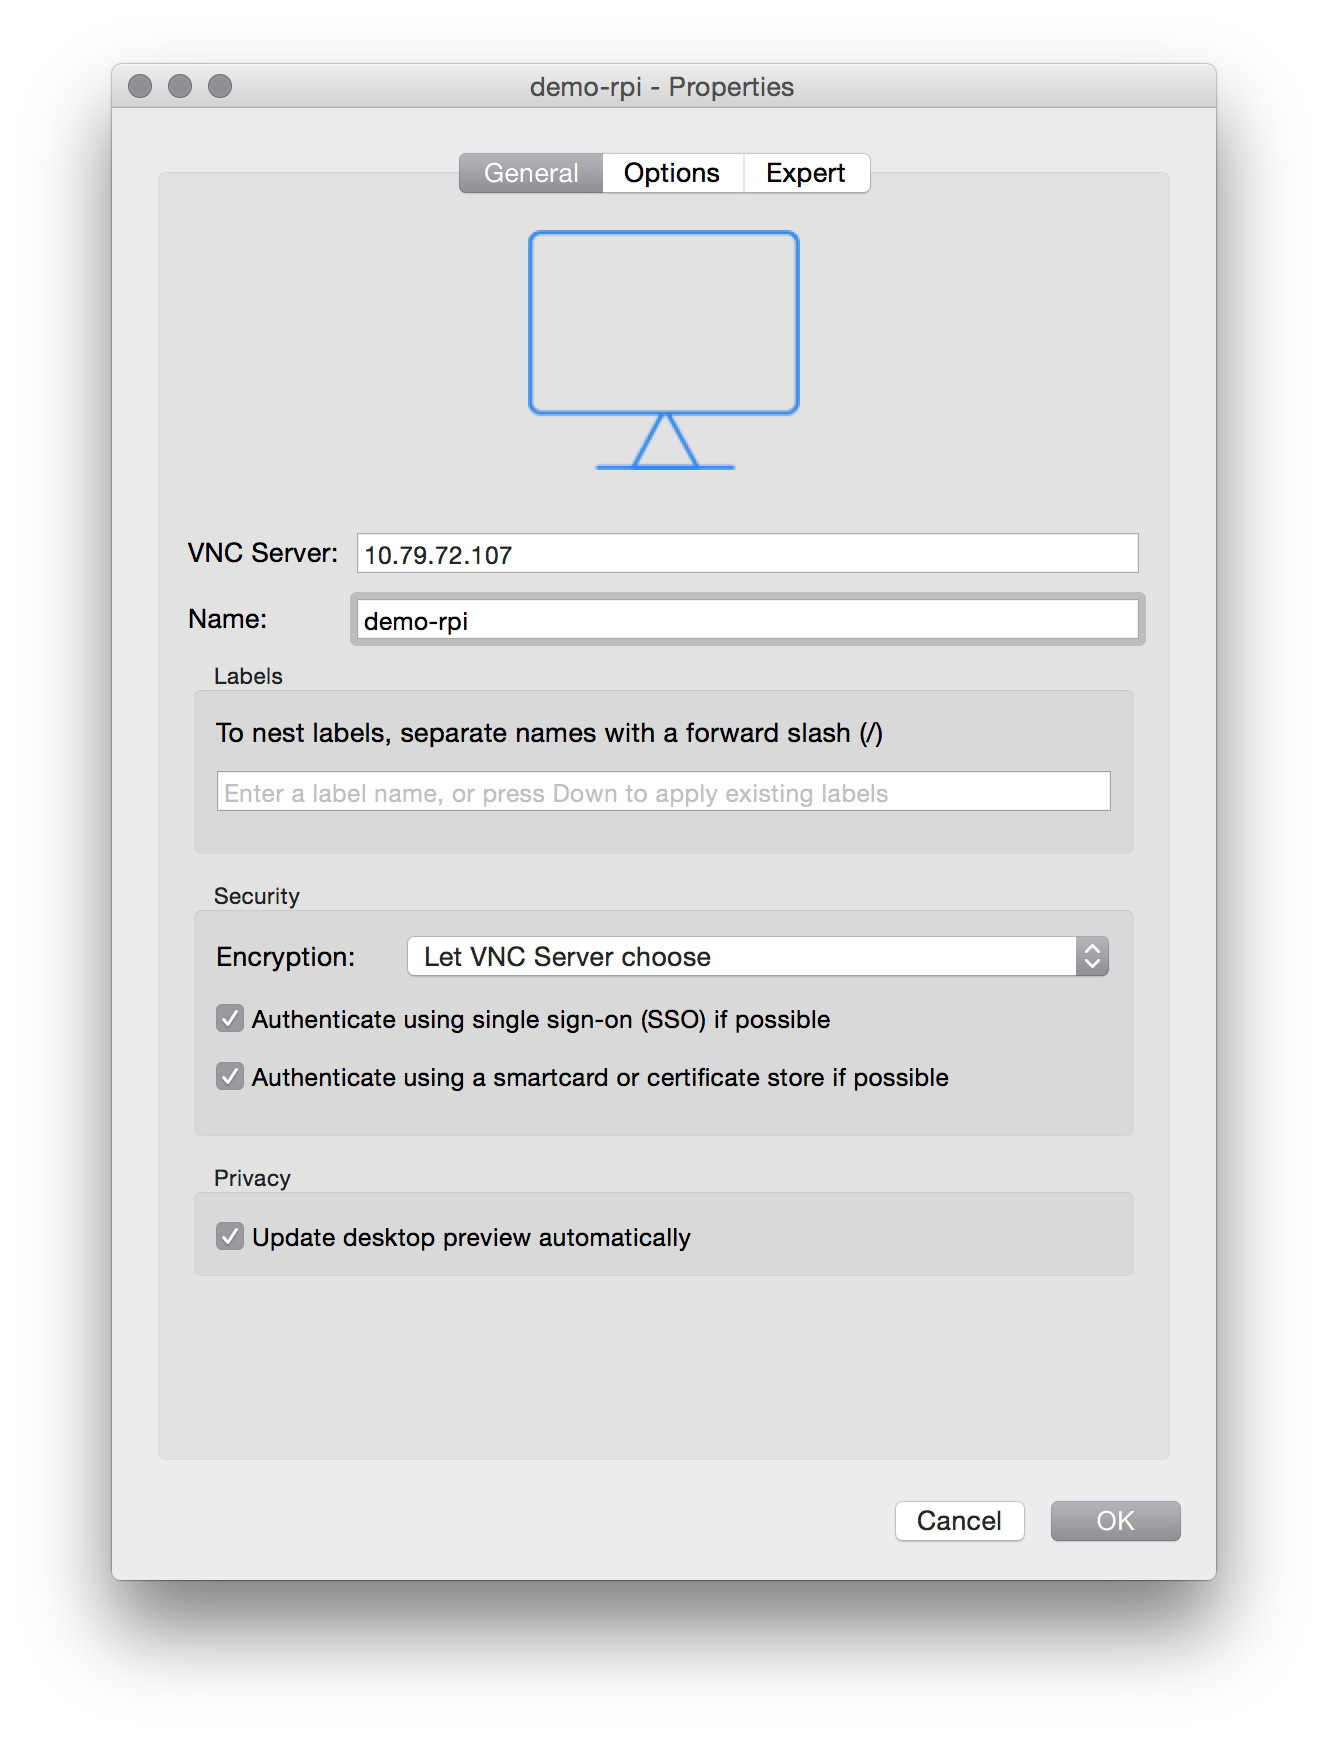 demo-rpi - Properties
General Options Expert
VNC Server: 10.79.72.107
Name: demo-rpi
Labels
To nest labels, separate names with a forward slash (/)
Enter a label name, or press Down to apply existing labels
Security
Encryption: Let VNC Server choose
Authenticate using single sign-on (SSO) if possible
Authenticate using a smartcard or certificate store if possible
Privacy
Update desktop preview automatically
Cancel OK